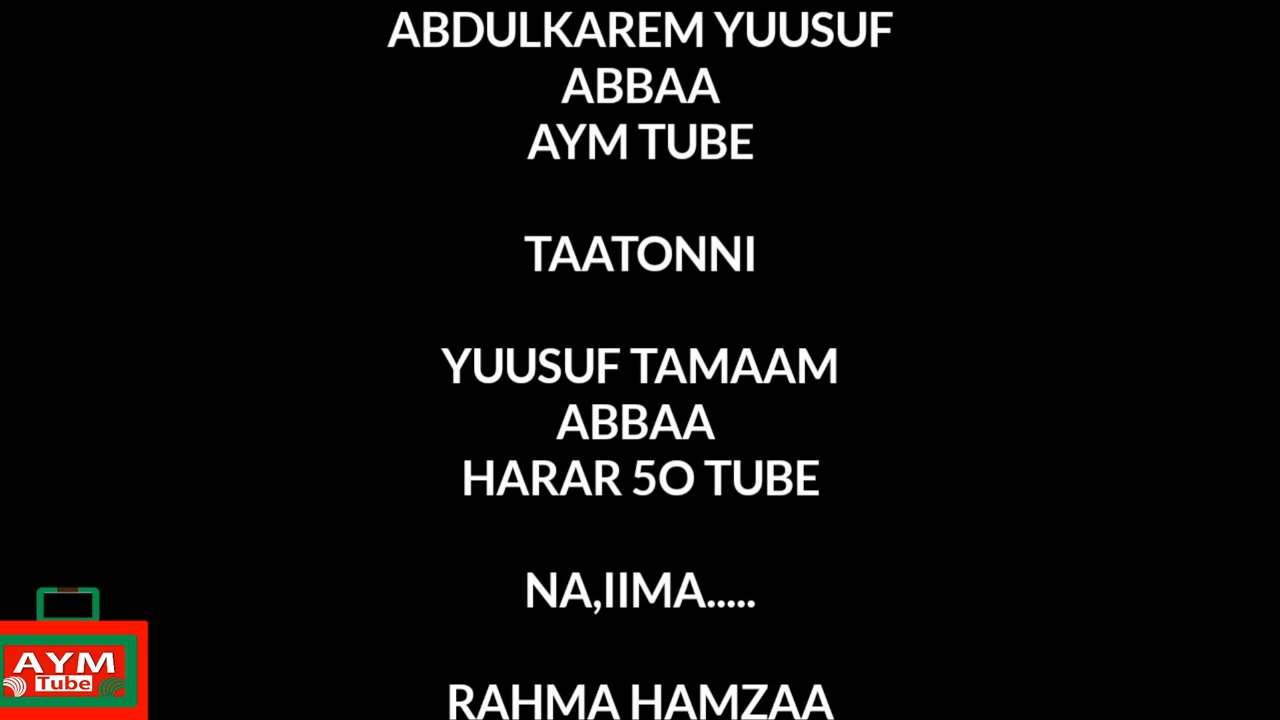 ABDULKAREM YUUSUF
ABBAA
AYM TUBE
TAATONNI
YUUSUF TAMAAM
ABBAA
HARAR 5O TUBE
NA,IIMA.....
RAHMA HAMZAA
AYM
Tube